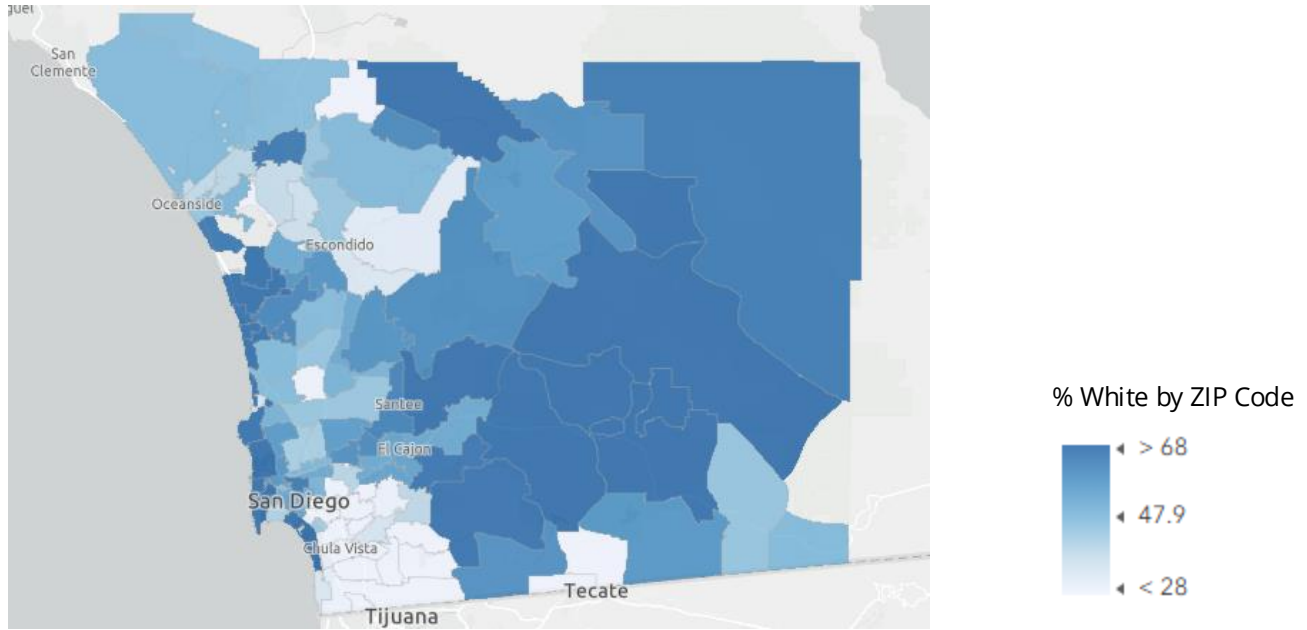 San
Clemente
Oceanside
Escondido
Santee
El Cajon
San Diego
Chula Vista
Tecate
Tijuana
% White by ZIP Code
> 68
47.9
< 28